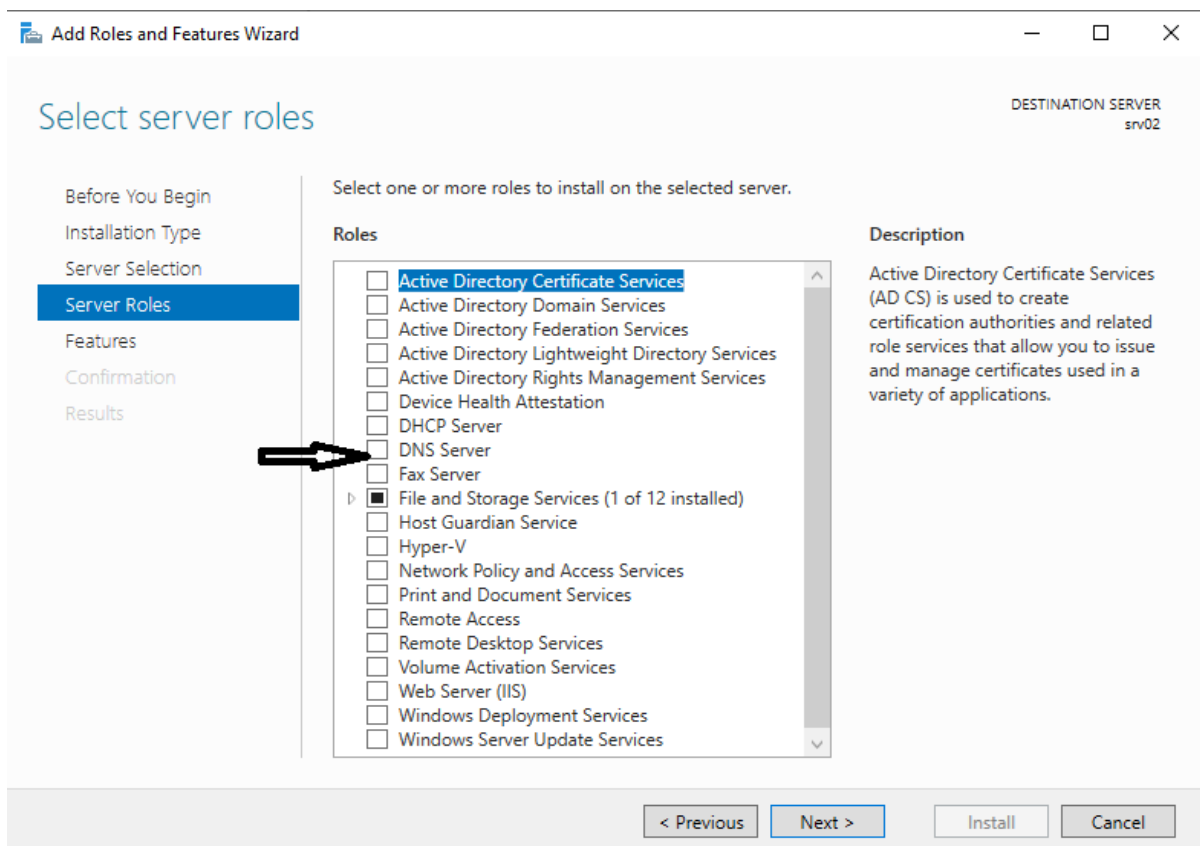 Add Roles and Features Wizard
Select server roles
DESTINATION SERVER
srv02
Before You Begin
Installation Type
Server Selection
Server Roles
Features
Confirmation
Results
Select one or more roles to install on the selected server.
Roles
Active Directory Certificate Services
Active Directory Domain Services
Active Directory Federation Services
Active Directory Lightweight Directory Services
Active Directory Rights Management Services
Device Health Attestation
DHCP Server
DNS Server
Fax Server
File and Storage Services (1 of 12 installed)
Host Guardian Service
Hyper-V
Network Policy and Access Services
Print and Document Services
Remote Access
Remote Desktop Services
Volume Activation Services
Web Server (IIS)
Windows Deployment Services
Windows Server Update Services
Description
Active Directory Certificate Services
(AD CS) is used to create
certification authorities and related
role services that allow you to issue
and manage certificates used in a
variety of applications.
< Previous
Next >
Install
Cancel